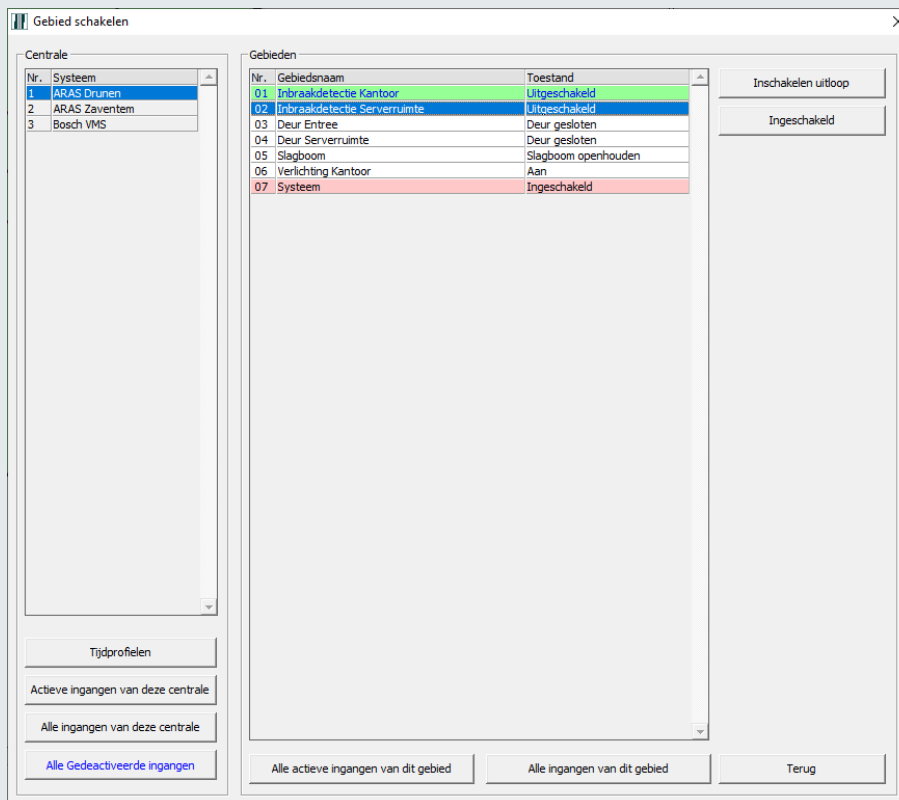 Gebied schakelen
Centrale
Nr. Systeem
1 ARAS Drunen
2 ARAS Zaventem
3 Bosch VMS
Tijdprofielen
Actieve ingangen van deze centrale
Alle ingangen van deze centrale
Alle Gedeactiveerde ingangen
Gebieden
Nr. Gebiedsnaam Toestand
01 Inbraakdetectie Kantoor Uitgeschakeld
02 Inbraakdetectie Serverruimte Uitgeschakeld
03 Deur Entree Deur gesloten
04 Deur Serverruimte Deur gesloten
05 Slagboom Slagboom openhouden
06 Verlichting Kantoor Aan
07 Systeem Ingeschakeld
Alle actieve ingangen van dit gebied
Alle ingangen van dit gebied
Inschakelen uitloop
Ingeschakeld
Terug